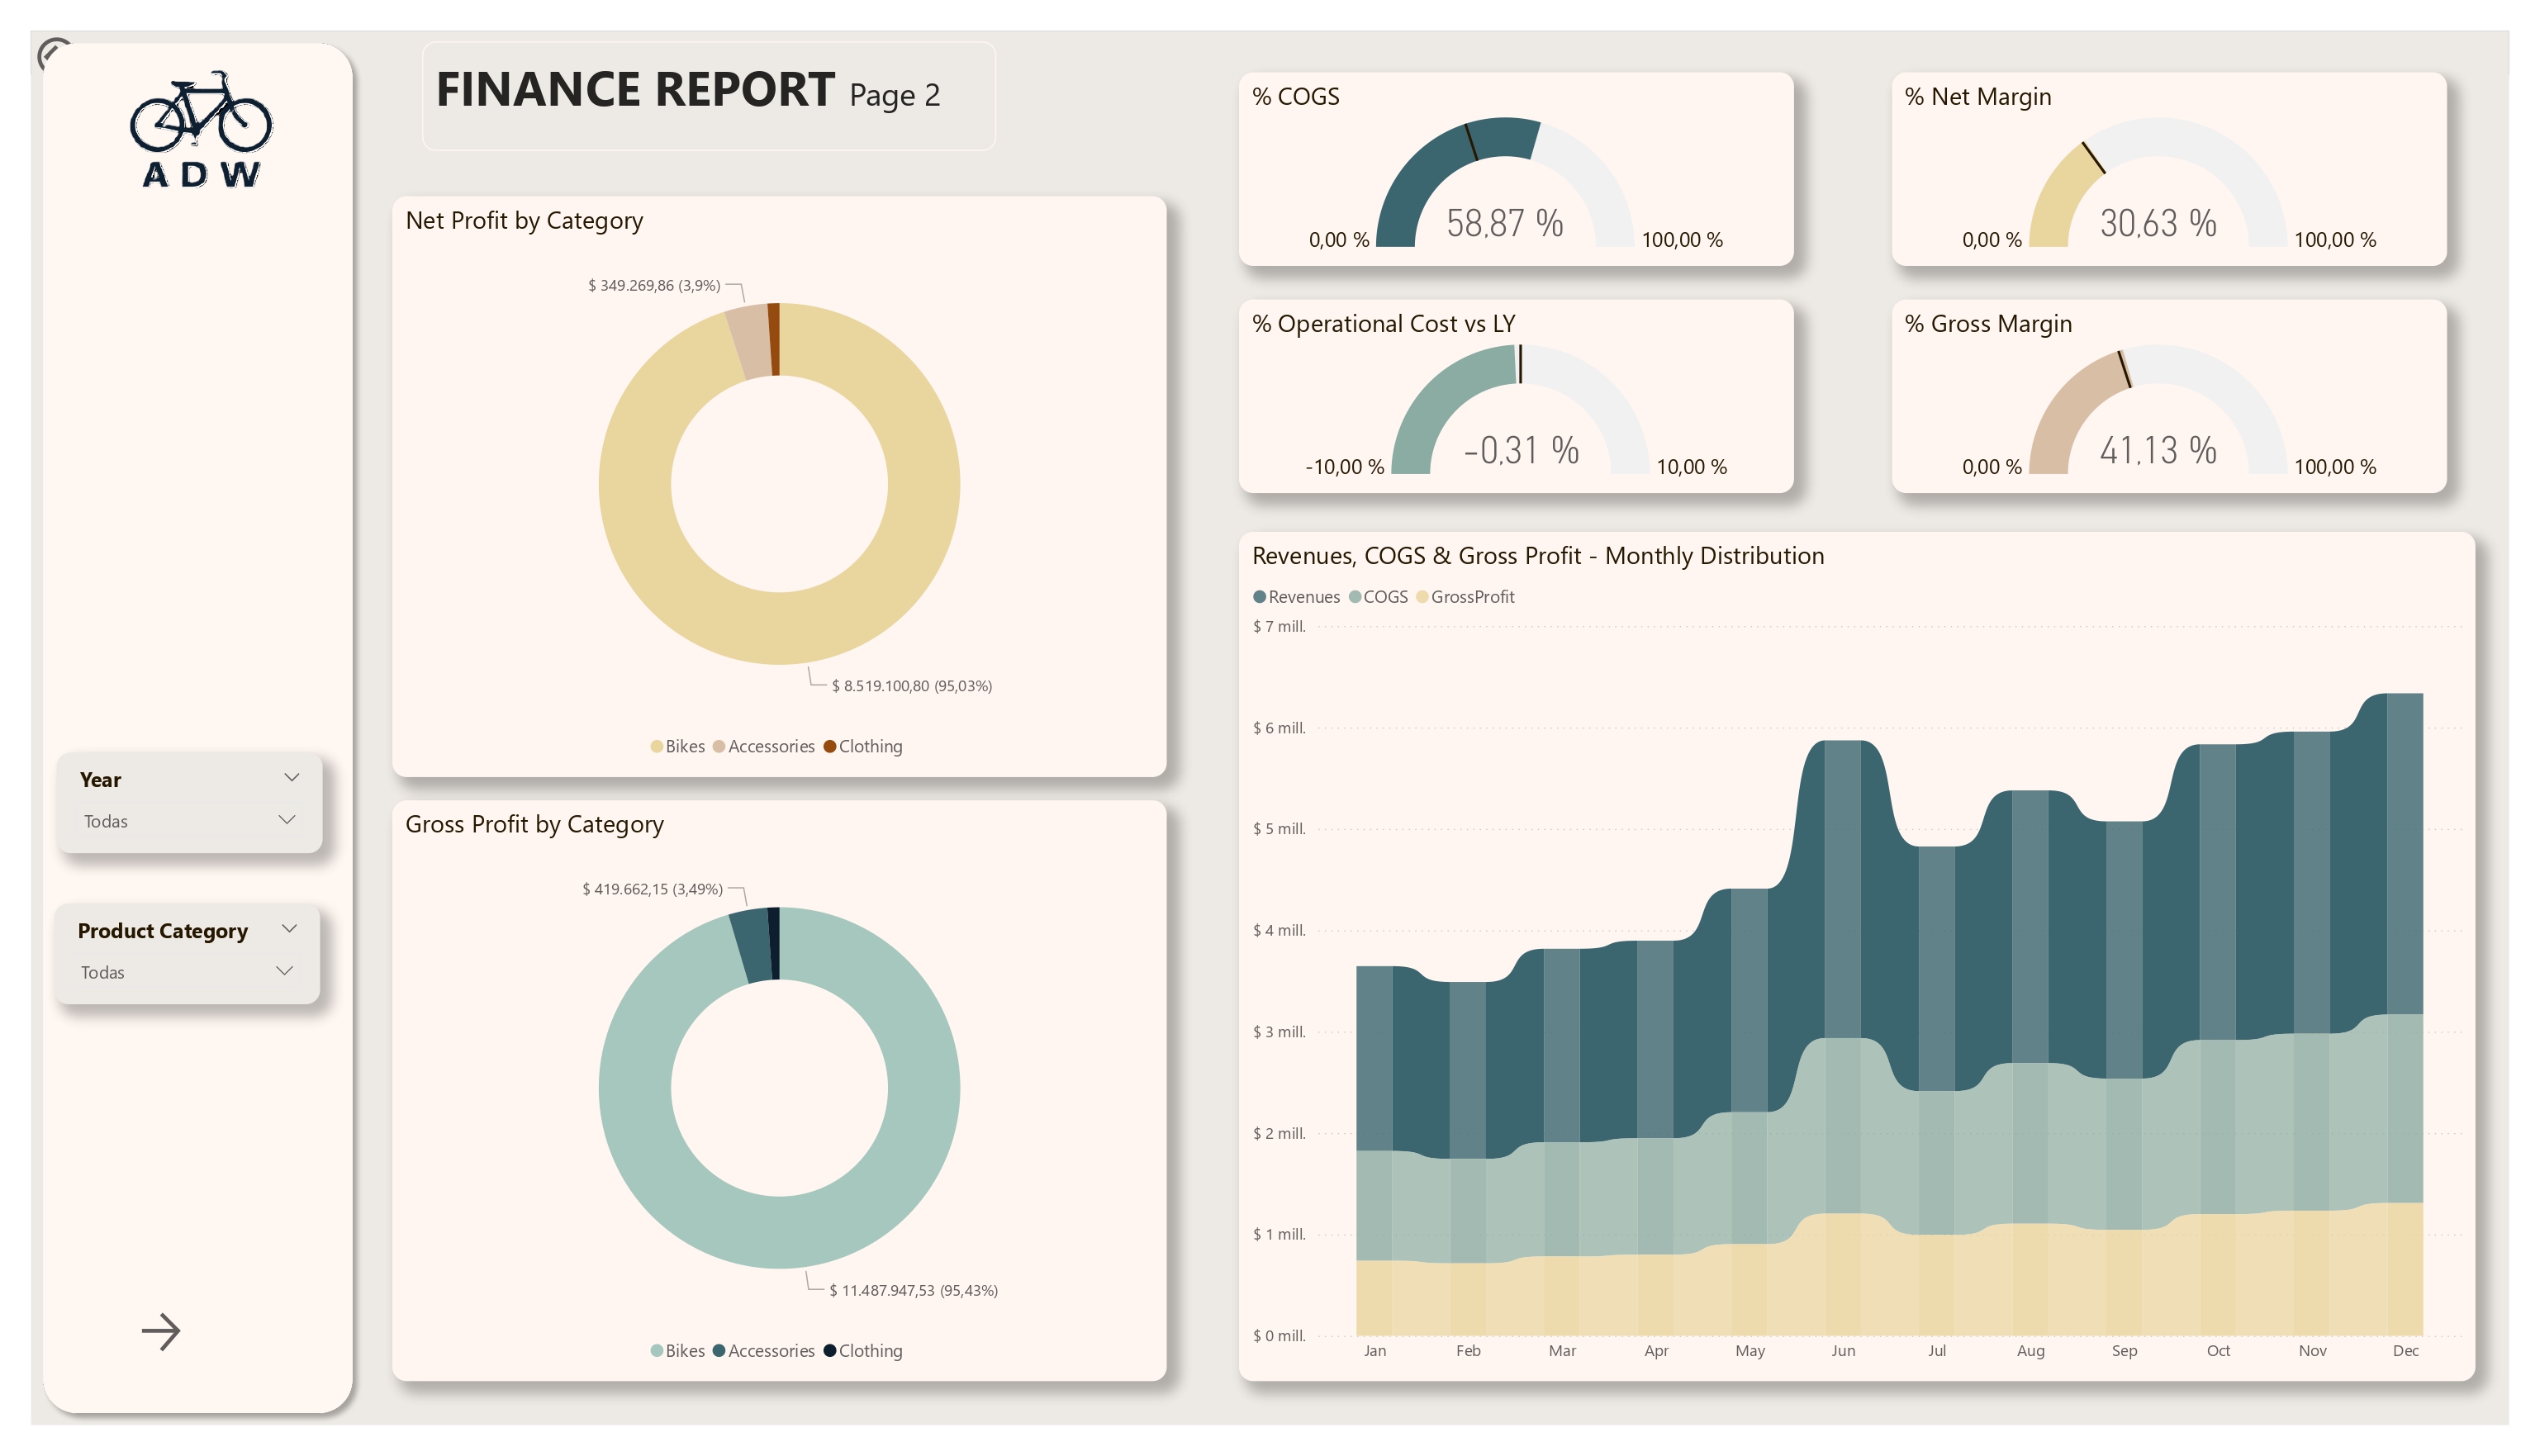 ADW
FINANCE REPORT Page 2
Year
Todas
Product Category
Todas
Net Profit by Category
$ 349.269,86 (3,9%)
$ 8.519.100,80 (95,03%)
Bikes Accessories Clothing
Gross Profit by Category
$ 419.662,15 (3,49%)
$ 11.487.947,53 (95,43%)
Bikes Accessories Clothing
% COGS
58,87 %
0,00 % 100,00 %
% Net Margin
30,63 %
0,00 % 100,00 %
% Operational Cost vs LY
-0,31 %
-10,00 % 10,00 %
% Gross Margin
41,13 %
0,00 % 100,00 %
Revenues, COGS & Gross Profit - Monthly Distribution
Revenues COGS GrossProfit
$ 7 mill.
$ 6 mill.
$ 5 mill.
$ 4 mill.
$ 3 mill.
$ 2 mill.
$ 1 mill.
$ 0 mill.
Jan Feb Mar Apr May Jun Jul Aug Sep Oct Nov Dec